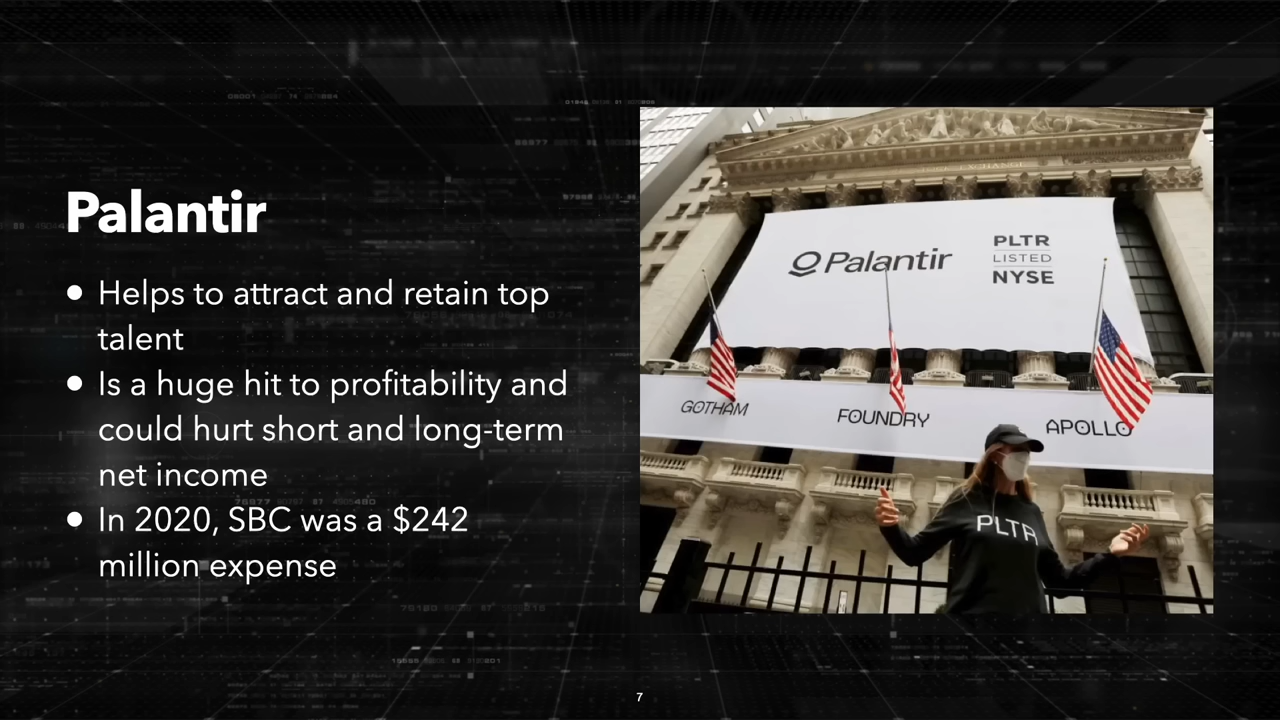 Palantir
• Helps to attract and retain top
talent
• Is a huge hit to profitability and
could hurt short and long-term
net income
• In 2020, SBC was a $242
million expense
Palantir
PLTR
LISTED
NYSE
GOTHAM
FOUNDRY
APOLLO
PLTR
7